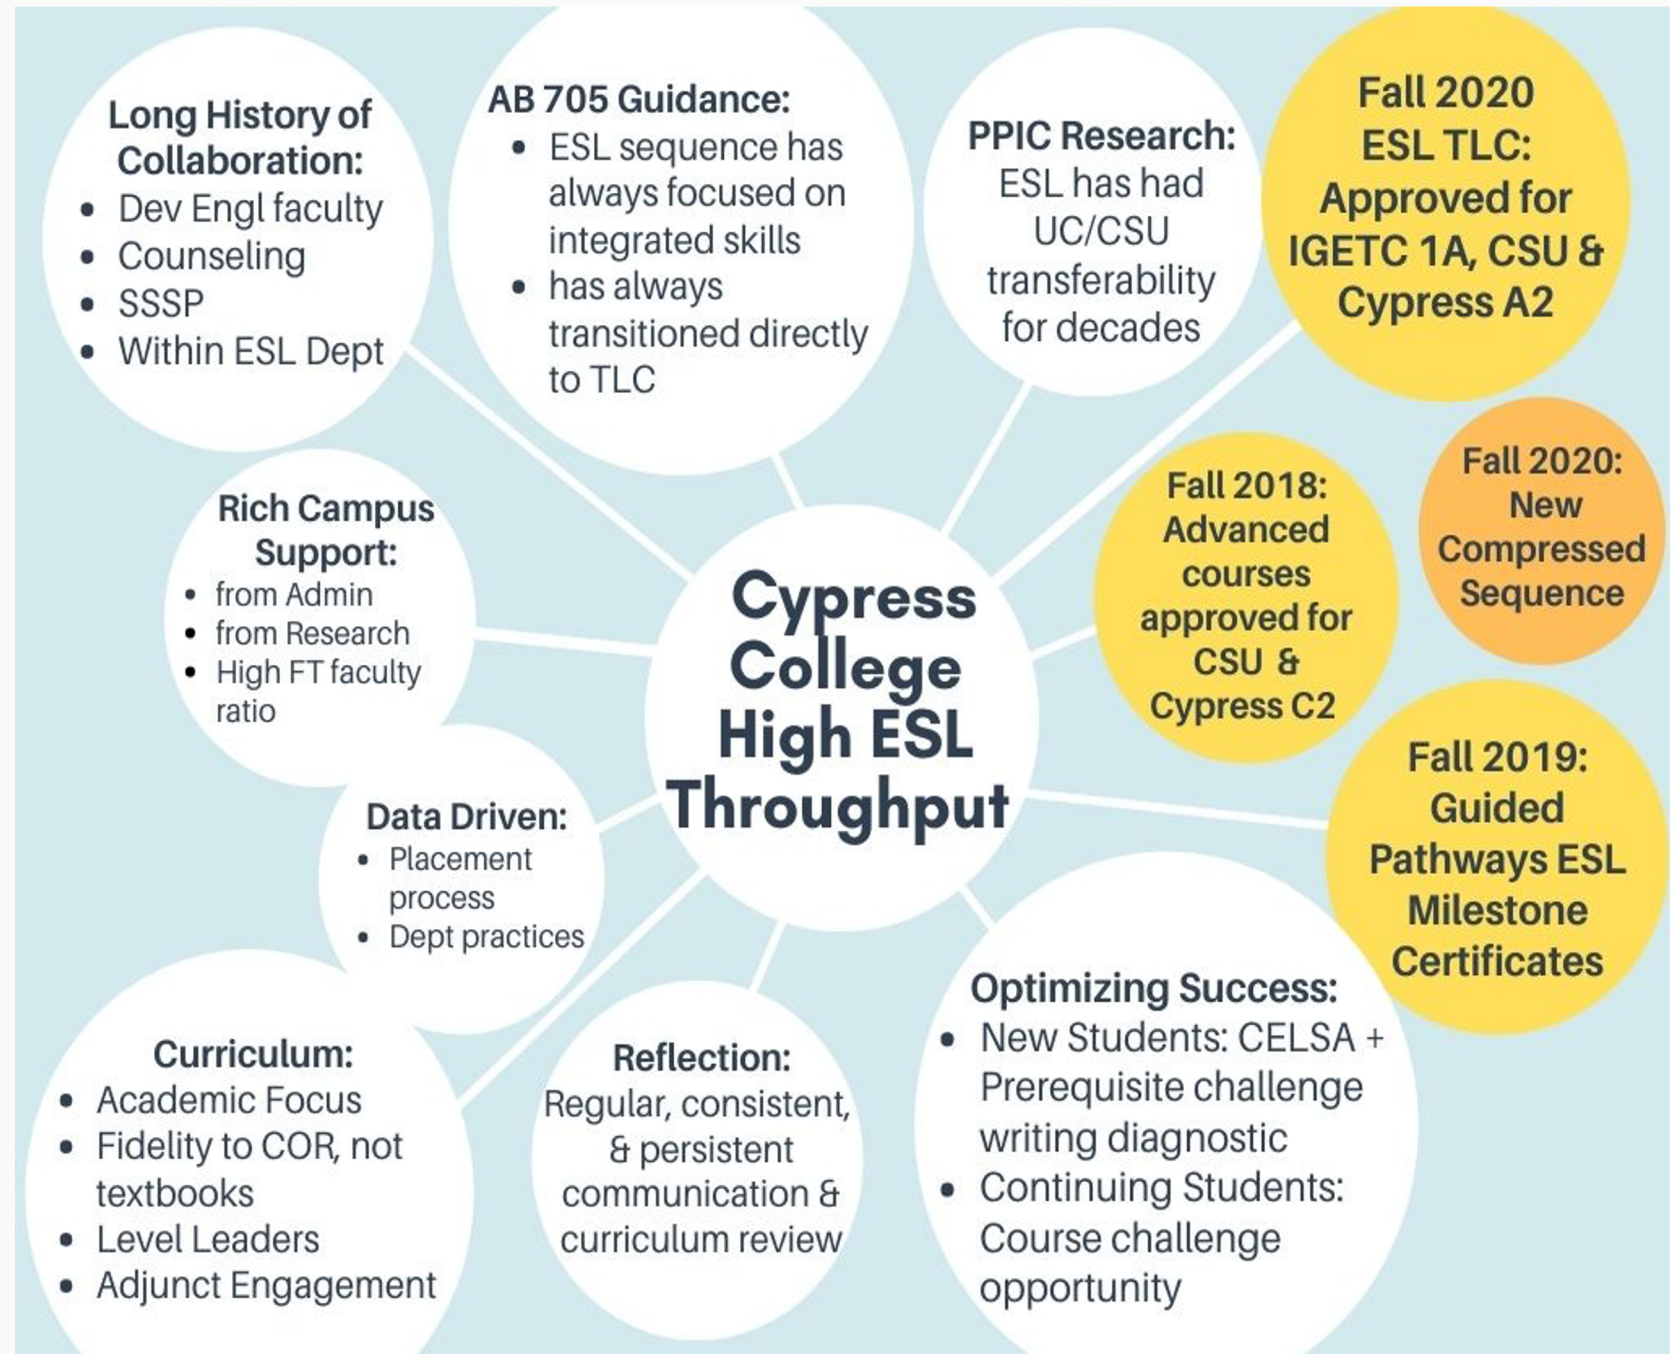 Long History of
Collaboration:
• Dev Engl faculty
• Counseling
• SSSP
• Within ESL Dept
AB 705 Guidance:
• ESL sequence has
always focused on
integrated skills
• has always
transitioned directly
to TLC
PPIC Research:
ESL has had
UC/CSU
transferability
for decades
Fall 2020
ESL TLC:
Approved for
IGETC 1A, CSU &
Cypress A2
Rich Campus
Support:
• from Admin
• from Research
• High FT faculty
ratio
Cypress
College
High ESL
Throughput
Fall 2018:
Advanced
courses
approved for
CSU &
Cypress C2
Fall 2020:
New
Compressed
Sequence
Data Driven:
• Placement
process
• Dept practices
Fall 2019:
Guided
Pathways ESL
Milestone
Certificates
Curriculum:
• Academic Focus
• Fidelity to COR, not
textbooks
• Level Leaders
• Adjunct Engagement
Reflection:
Regular, consistent,
& persistent
communication &
curriculum review
Optimizing Success:
• New Students: CELSA +
Prerequisite challenge
writing diagnostic
• Continuing Students:
Course challenge
opportunity